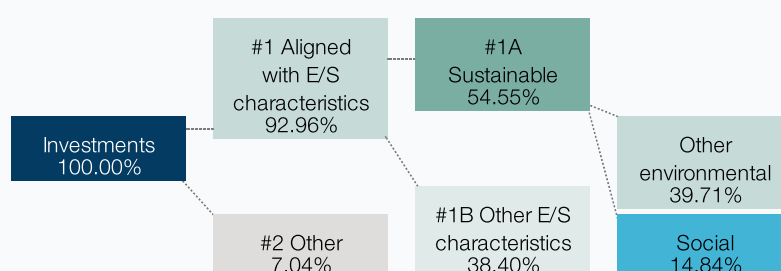 Investments
100.00%
#1 Aligned
with E/S
characteristics
92.96%
#2 Other
7.04%
#1A
Sustainable
54.55%
#1B Other E/S
characteristics
38.40%
Other
environmental
39.71%
Social
14.84%